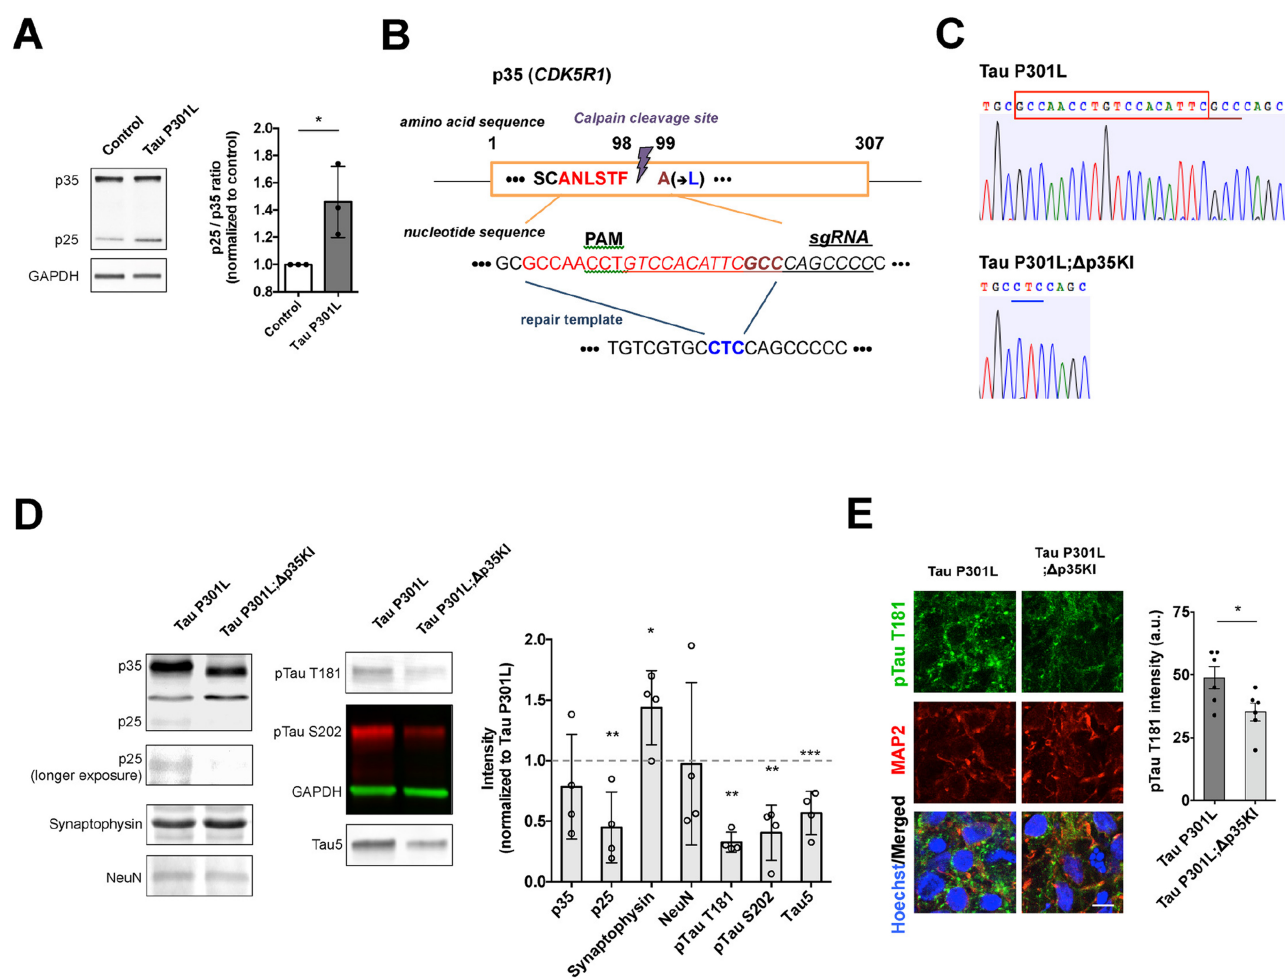 A
Control
Tau P301L
p35
p25
GAPDH
p25 / p35 ratio
(normalized to control)
2.0
1.8
1.6
1.4
1.2
1.0
0.8
*
Control
Tau P301L
B
p35 (CDK5R1)
amino acid sequence
Calpain cleavage site
1
98
99
307
••• SCANLSTF A(→L) •••
nucleotide sequence
PAM
sgRNA
••• GCGCCAACCTGTCCACATTCGCCCAGCCCCC •••
repair template
••• TGTCGTGCCTCCAGCCCCC •••
C
Tau P301L
TGCGCCAACCTGTCCACATTCGCCCAGC
Tau P301L;Δp35KI
TGCCTCCAGC
D
Tau P301L
Tau P301L;Δp35KI
p35
p25
p25
(longer exposure)
Synaptophysin
NeuN
Tau P301L
Tau P301L;Δp35KI
pTau T181
pTau S202
GAPDH
Tau5
Intensity
(normalized to Tau P301L)
2.0
1.5
1.0
0.5
0.0
**
*
**
**
***
p35
p25
Synaptophysin
NeuN
pTau T181
pTau S202
Tau5
E
Tau P301L
Tau P301L
;Δp35KI
pTau T181
MAP2
Hoechst/Merged
pTau T181 intensity (a.u.)
75
50
25
0
*
Tau P301L
Tau P301L;Δp35KI